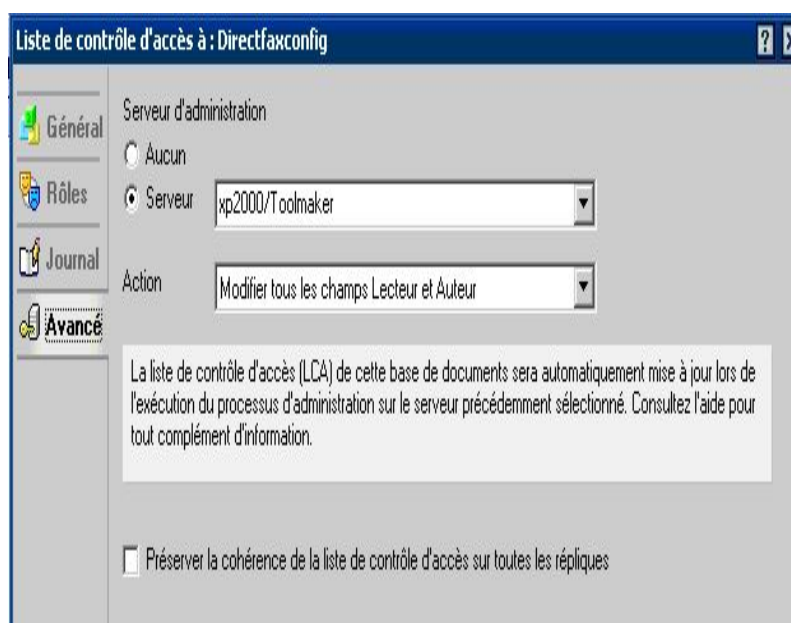 Liste de contrôle d'accès à : Directfaxconfig
Général
Rôles
Journal
Avancé
Serveur d'administration
Aucun
Serveur
xp2000/Toolmaker
Action
Modifier tous les champs Lecteur et Auteur
La liste de contrôle d'accès (LCA) de cette base de documents sera automatiquement mise à jour lors de
l'exécution du processus d'administration sur le serveur précédemment sélectionné. Consultez l'aide pour
tout complément d'information.
Préserver la cohérence de la liste de contrôle d'accès sur toutes les répliques